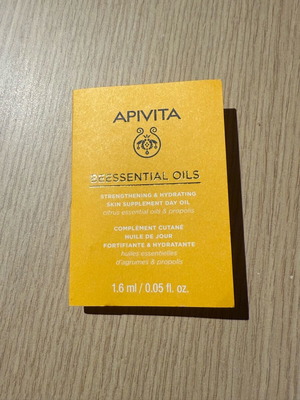 APIVITA
BEESSENTIAL OILS
STRENGTHENING & HYDRATING
SKIN SUPPLEMENT DAY OIL
citrus essential oils & propolis
COMPLÉMENT CUTANÉ
HUILE DE JOUR
FORTIFIANTE & HYDRATANTE
huiles essentielles
d'agrumes & propolis
1.6 ml / 0.05 fl. oz.